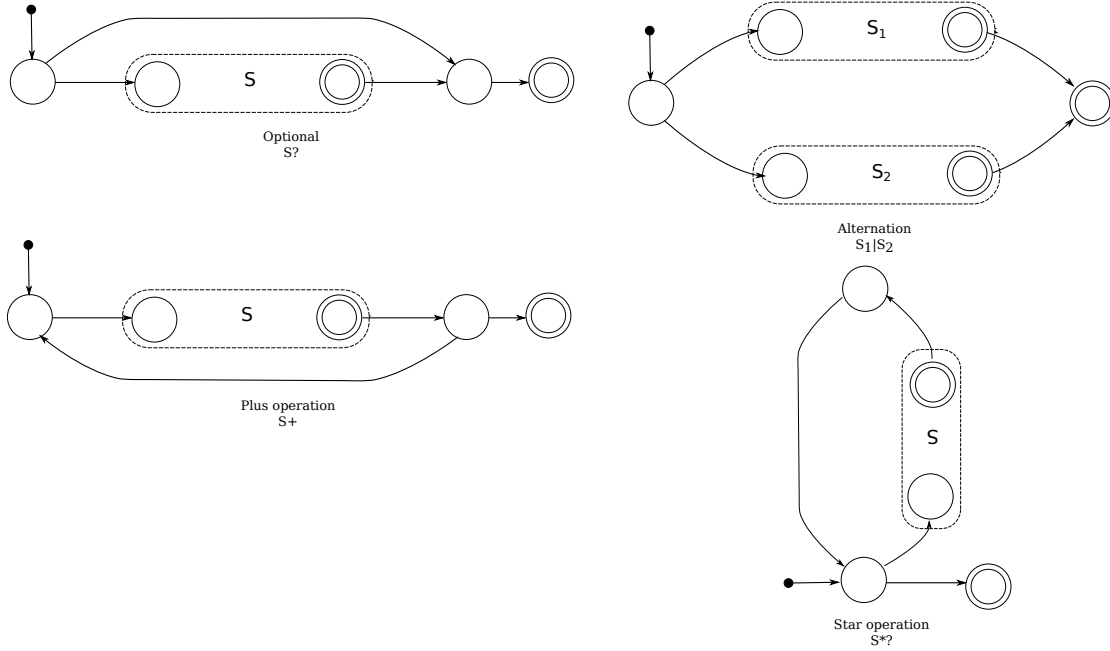 S
Optional
S?
S₁
S₂
Alternation
S₁|S₂
S
Plus operation
S+
S
Star operation
S*?